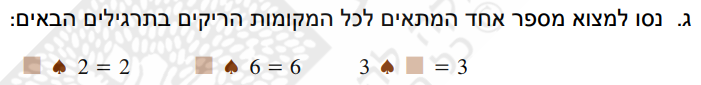 ג. נסו למצוא מספר אחד המתאים לכל המקומות הריקים בתרגילים הבאים:
■ ♠ 2 = 2 ■ ♠ 6 = 6 3 ♠ ■ = 3